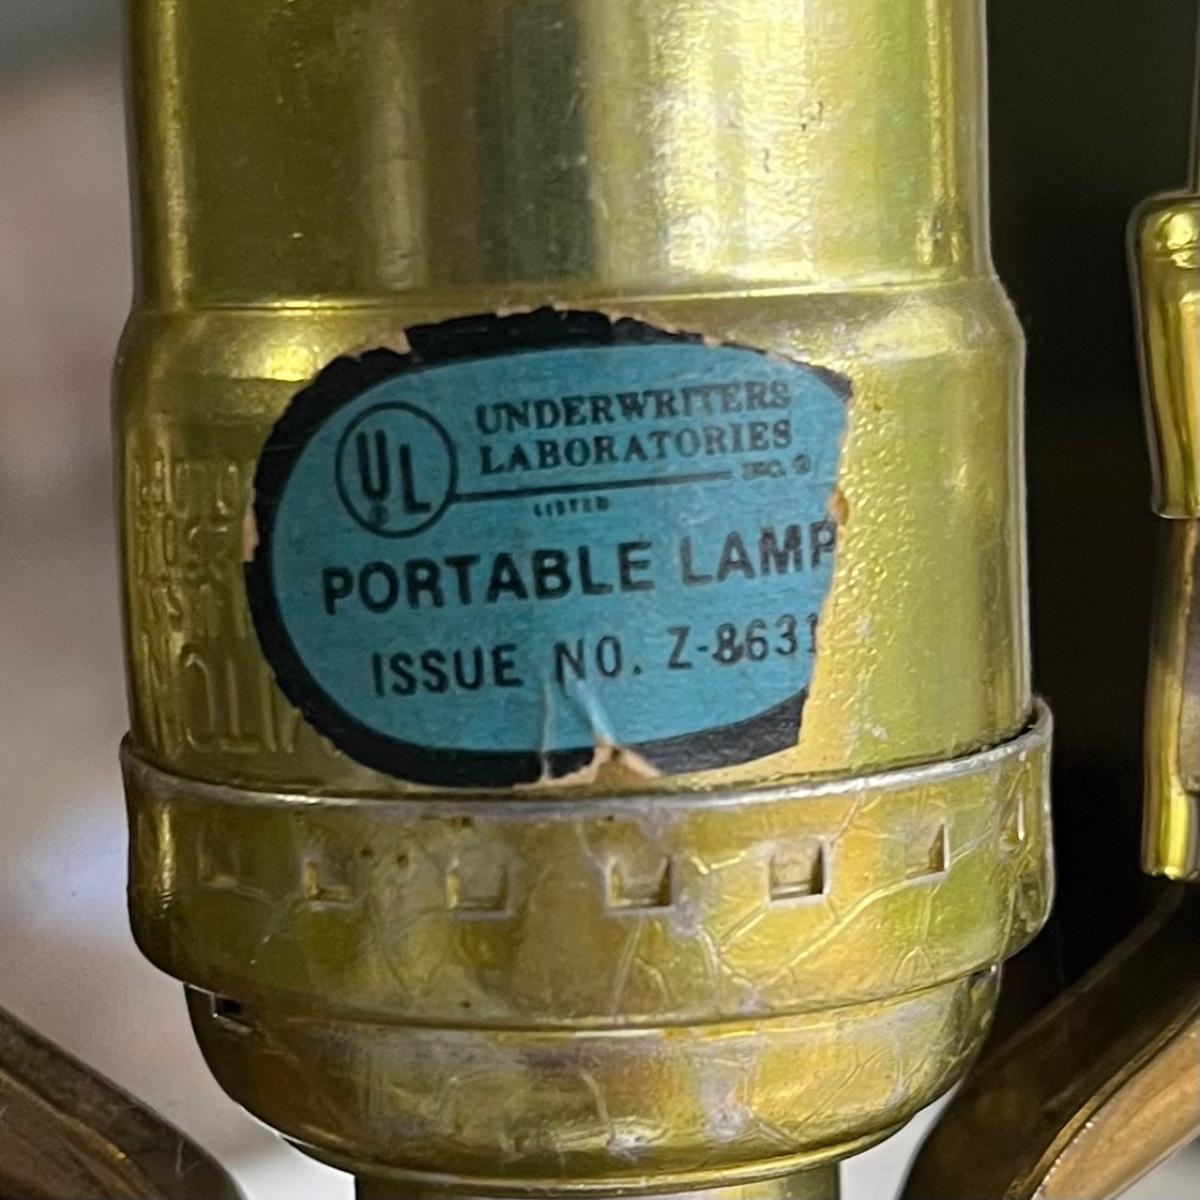 UL®
UNDERWRITERS
LABORATORIES
INC. ®
LISTED
PORTABLE LAMP
ISSUE NO. Z-8631